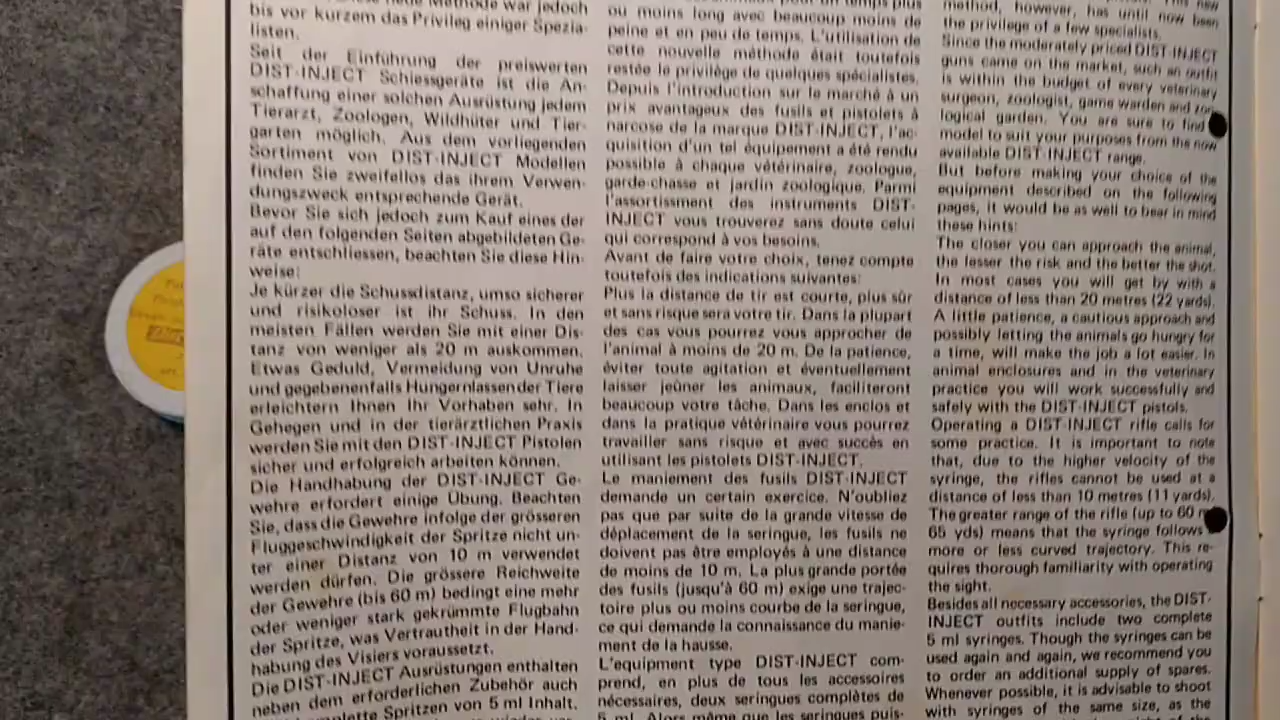 neue Methode war jedoch
bis vor kurzem das Privileg einiger Spezia-
listen.
Seit der Einführung der preiswerten
DIST-INJECT Schiessgeräte ist die An-
schaffung einer solchen Ausrüstung jedem
Tierarzt, Zoologen, Wildhüter und Tier-
garten möglich. Aus dem vorliegenden
Sortiment von DIST-INJECT Modellen
finden Sie zweifellos das ihrem Verwen-
dungszweck entsprechende Gerät.
Bevor Sie sich jedoch zum Kauf eines der
auf den folgenden Seiten abgebildeten Ge-
räte entschliessen, beachten Sie diese Hin-
weise:
Je kürzer die Schussdistanz, umso sicherer
und risikoloser ist ihr Schuss. In den
meisten Fällen werden Sie mit einer Dis-
tanz von weniger als 20 m auskommen.
Etwas Geduld, Vermeidung von Unruhe
und gegebenenfalls Hungernlassen der Tiere
erleichtern Ihnen Ihr Vorhaben sehr. In
Gehegen und in der tierärztlichen Praxis
werden Sie mit den DIST-INJECT Pistolen
sicher und erfolgreich arbeiten können.
Die Handhabung der DIST-INJECT Ge-
wehre erfordert einige Übung. Beachten
Sie, dass die Gewehre infolge der grösseren
Fluggeschwindigkeit der Spritze nicht un-
ter einer Distanz von 10 m verwendet
werden dürfen. Die grössere Reichweite
der Gewehre (bis 60 m) bedingt eine mehr
oder weniger stark gekrümmte Flugbahn
der Spritze, was Vertrautheit in der Hand-
habung des Visiers voraussetzt.
Die DIST-INJECT Ausrüstungen enthalten
neben dem erforderlichen Zubehör auch
Spritzen von 5 ml Inhalt.
ou moins long avec beaucoup moins de
peine et en peu de temps. L'utilisation de
cette nouvelle méthode était toutefois
restée le privilège de quelques spécialistes.
Depuis l'introduction sur le marché à un
prix avantageux des fusils et pistolets à
narcose de la marque DIST-INJECT, l'ac-
quisition d'un tel équipement a été rendu
possible à chaque vétérinaire, zoologue,
garde-chasse et jardin zoologique. Parmi
l'assortissment des instruments DIST-
INJECT vous trouverez sans doute celui
qui correspond à vos besoins.
Avant de faire votre choix, tenez compte
toutefois des indications suivantes:
Plus la distance de tir est courte, plus sûr
et sans risque sera votre tir. Dans la plupart
des cas vous pourrez vous approcher de
l'animal à moins de 20 m. De la patience,
éviter toute agitation et éventuellement
laisser jeûner les animaux, faciliteront
beaucoup votre tâche. Dans les enclos et
dans la pratique vétérinaire vous pourrez
travailler sans risque et avec succès en
utilisant les pistolets DIST-INJECT.
Le maniement des fusils DIST-INJECT
demande un certain exercice. N'oubliez
pas que par suite de la grande vitesse de
déplacement de la seringue, les fusils ne
doivent pas être employés à une distance
de moins de 10 m. La plus grande portée
des fusils (jusqu'à 60 m) exige une trajec-
toire plus ou moins courbe de la seringue,
ce qui demande la connaissance du manie-
ment de la hausse.
L'equipment type DIST-INJECT com-
prend, en plus de tous les accessoires
nécessaires, deux seringues complètes de
5 ml. Alors même que les seringues puis-
method, however, has until now been
the privilege of a few specialists.
Since the moderately priced DIST-INJECT
guns came on the market, such an outfit
is within the budget of every veterinary
surgeon, zoologist, game warden and zoo-
logical garden. You are sure to find
model to suit your purposes from the now
available DIST-INJECT range.
But before making your choice of the
equipment described on the following
pages, it would be as well to bear in mind
these hints:
The closer you can approach the animal,
the lesser the risk and the better the shot.
In most cases you will get by with a
distance of less than 20 metres (22 yards).
A little patience, a cautious approach and
possibly letting the animals go hungry for
a time, will make the job a lot easier. In
animal enclosures and in the veterinary
practice you will work successfully and
safely with the DIST-INJECT pistols.
Operating a DIST-INJECT rifle calls for
some practice. It is important to note
that, due to the higher velocity of the
syringe, the rifles cannot be used at a
distance of less than 10 metres (11 yards).
The greater range of the rifle (up to 60 m
65 yds) means that the syringe follows
more or less curved trajectory. This re-
quires thorough familiarity with operating
the sight.
Besides all necessary accessories, the DIST-
INJECT outfits include two complete
5 ml syringes. Though the syringes can be
used again and again, we recommend you
to order an additional supply of spares.
Whenever possible, it is advisable to shoot
with syringes of the same size, as the